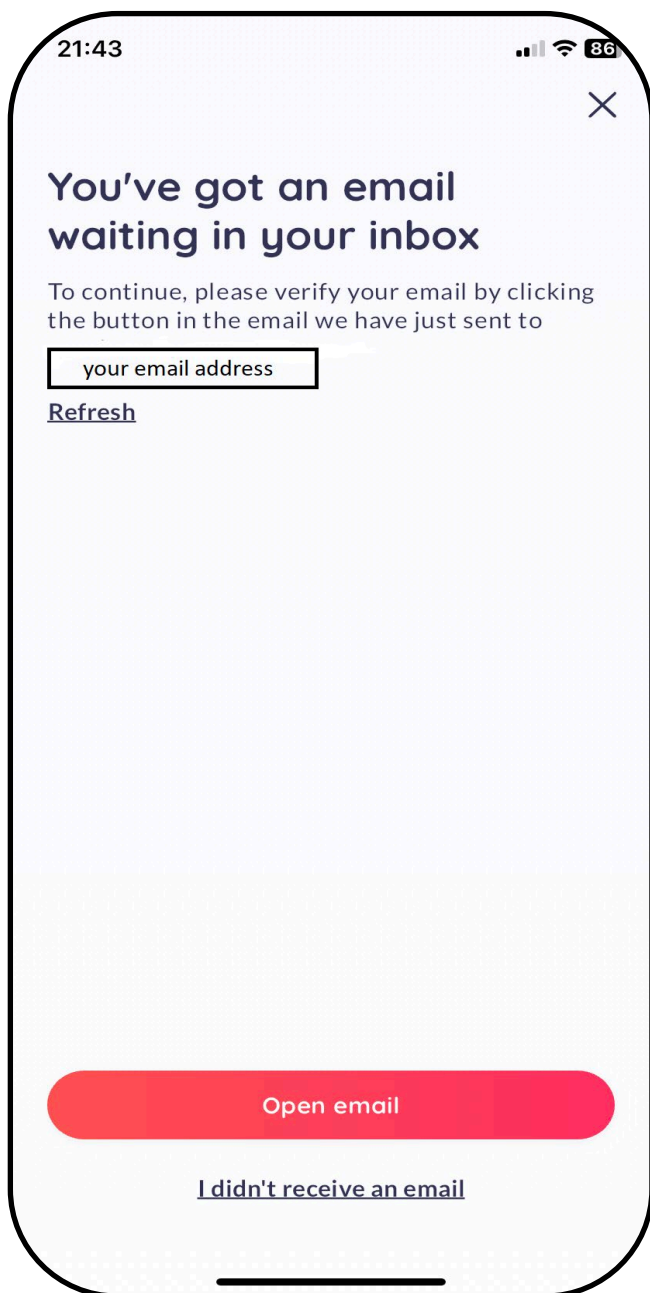 21:43
86
You've got an email
waiting in your inbox
To continue, please verify your email by clicking
the button in the email we have just sent to
your email address
Refresh
Open email
I didn't receive an email